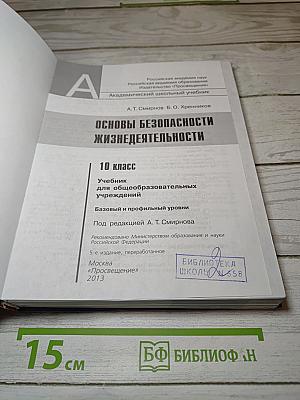 Российская академия наук
Российская академия образования
Издательство «Просвещение»
А
Академический школьный учебник
А. Т. Смирнов Б. О. Хренников
ОСНОВЫ БЕЗОПАСНОСТИ
ЖИЗНЕДЕЯТЕЛЬНОСТИ
10 класс
Учебник
для общеобразовательных
учреждений
Базовый и профильный уровни
Под редакцией А. Т. Смирнова
Рекомендовано Министерством образования и науки
Российской Федерации
5-е издание, переработанное
Москва
«Просвещение»
2013
БИБЛИОТЕКА
ШКОЛЫ N 558
15 см
БФ БИБЛИОФ